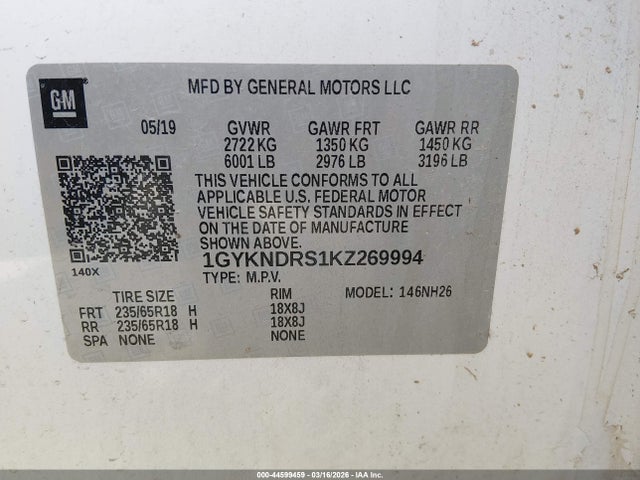 GM
MFD BY GENERAL MOTORS LLC
05/19 GVWR GAWR FRT GAWR RR
2722 KG 1350 KG 1450 KG
6001 LB 2976 LB 3196 LB
THIS VEHICLE CONFORMS TO ALL
APPLICABLE U.S. FEDERAL MOTOR
VEHICLE SAFETY STANDARDS IN EFFECT
ON THE DATE OF MANUFACTURE
SHOWN ABOVE.
1GYKNDRS1KZ269994
140X
TYPE: M.P.V.
TIRE SIZE RIM MODEL: 146NH26
FRT 235/65R18 H 18X8J
RR 235/65R18 H 18X8J
SPA NONE NONE
000-44599459 - 03/16/2026 - IAA, Inc.